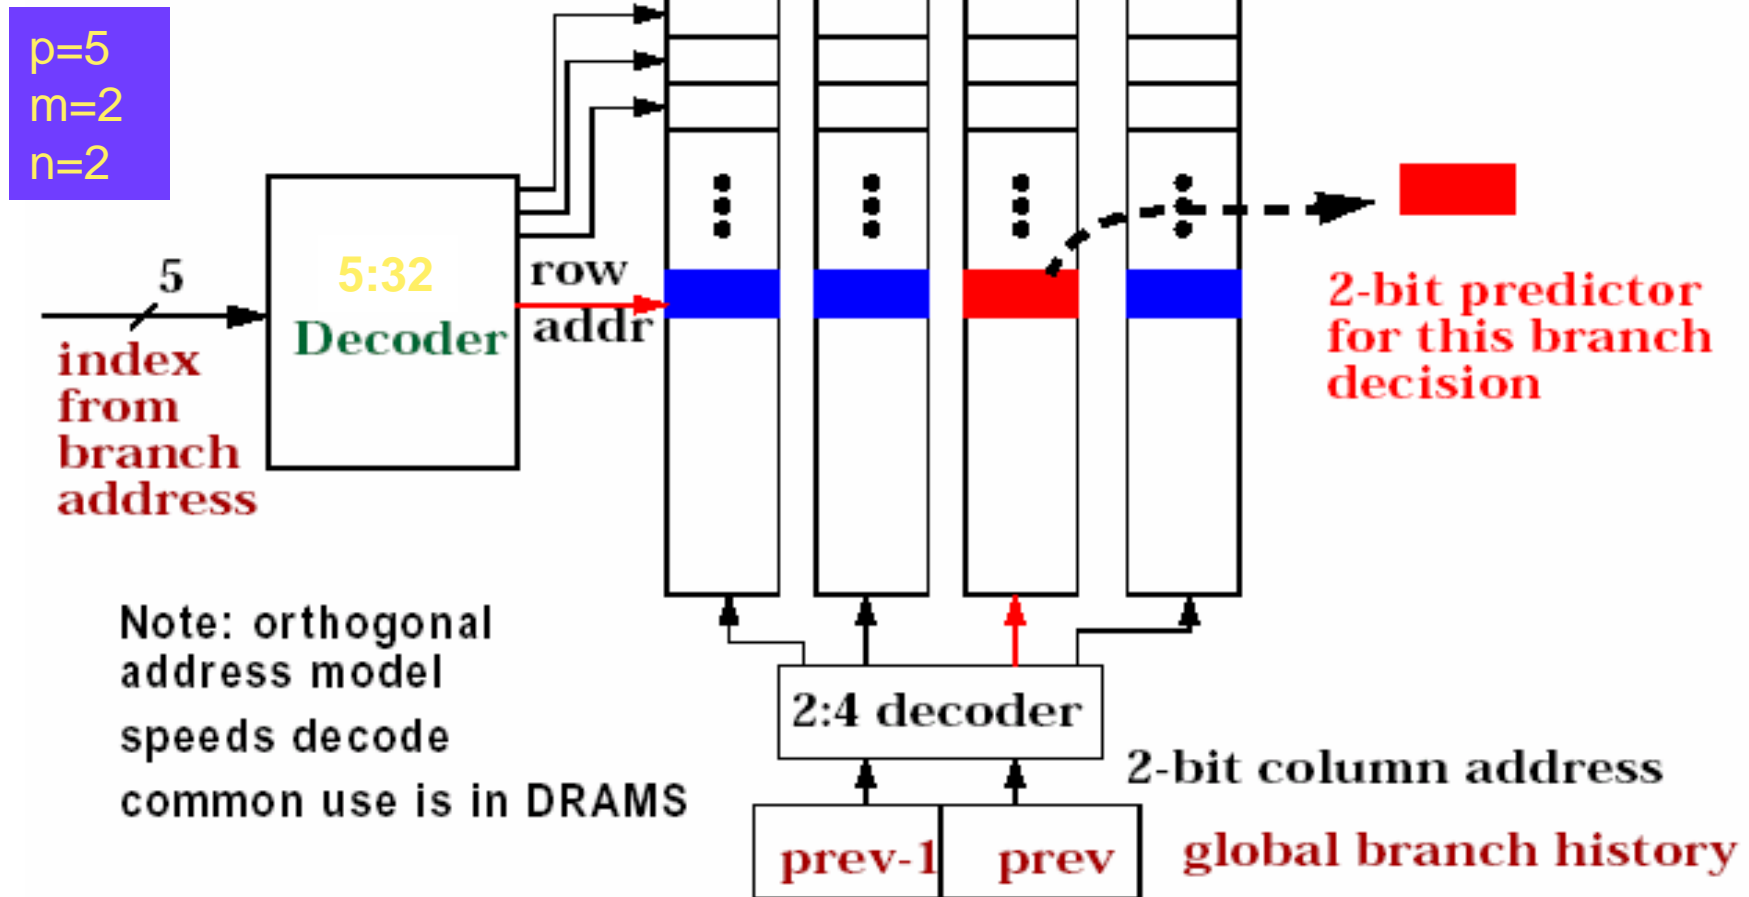 p=5
m=2
n=2
5
index
from
branch
address
5:32
Decoder
row
addr
2-bit predictor
for this branch
decision
Note: orthogonal
address model
speeds decode
common use is in DRAMS
2:4 decoder
2-bit column address
prev-1
prev
global branch history